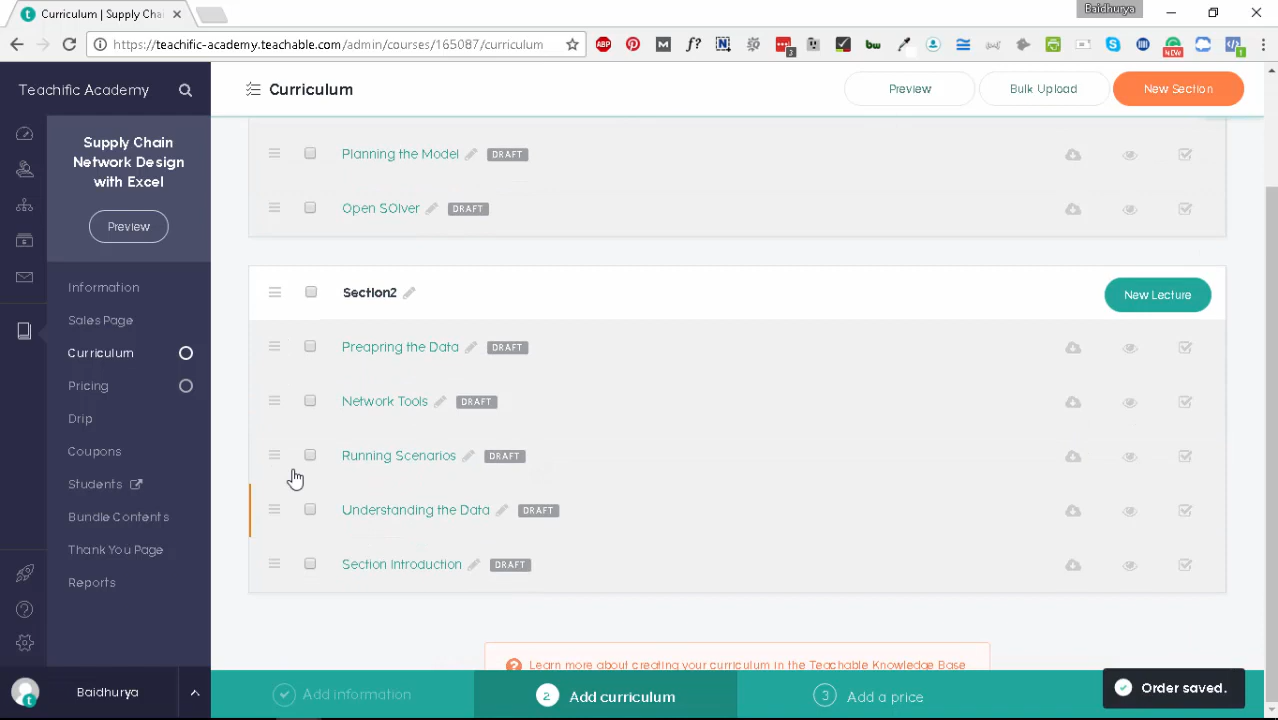 Curriculum | Supply Chai
Baidhurya
https://teachific-academy.teachable.com/admin/courses/165087/curriculum
Teachific Academy
Curriculum
Preview
Bulk Upload
New Section
Supply Chain
Network Design
with Excel
Preview
Information
Sales Page
Curriculum
Pricing
Drip
Coupons
Students
Bundle Contents
Thank You Page
Reports
Baidhurya
Planning the Model DRAFT
Open SOlver DRAFT
Section2
New Lecture
Preapring the Data DRAFT
Network Tools DRAFT
Running Scenarios DRAFT
Understanding the Data DRAFT
Section Introduction DRAFT
Learn more about creating your curriculum in the Teachable Knowledge Base
Add information
2 Add curriculum
3 Add a price
Order saved.